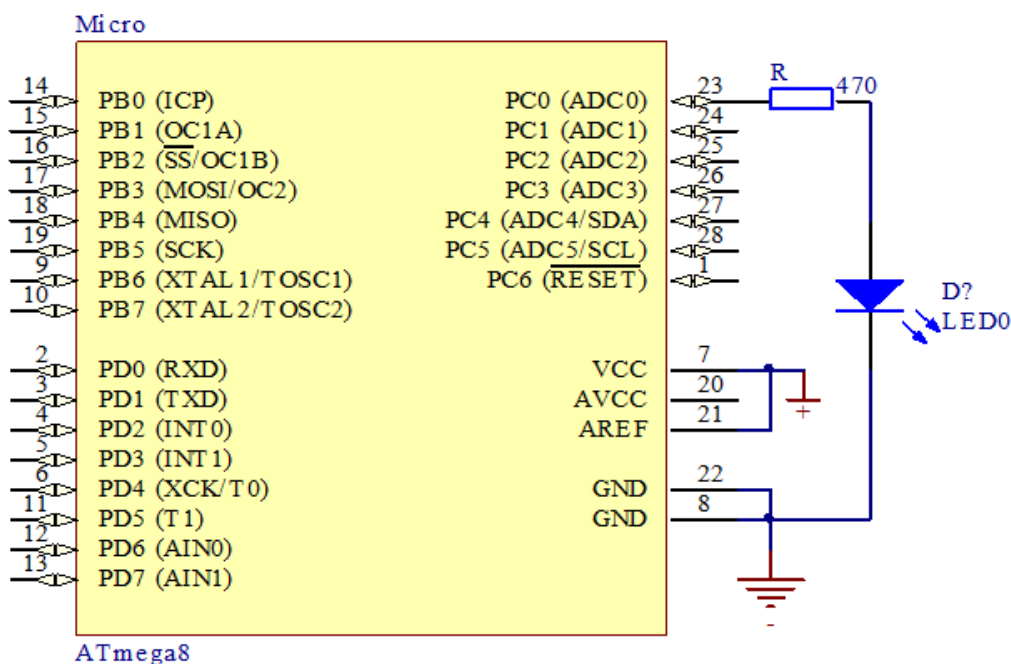 Micro
14 PB0 (ICP) PC0 (ADC0) 23 R 470
15 PB1 (OC1A) PC1 (ADC1) 24
16 PB2 (SS/OC1B) PC2 (ADC2) 25
17 PB3 (MOSI/OC2) PC3 (ADC3) 26
18 PB4 (MISO) PC4 (ADC4/SDA) 27
19 PB5 (SCK) PC5 (ADC5/SCL) 28
9 PB6 (XTAL1/TOSC1) PC6 (RESET) 1
10 PB7 (XTAL2/TOSC2)
D?
LED0
2 PD0 (RXD) VCC 7
3 PD1 (TXD) AVCC 20
4 PD2 (INT0) AREF 21
+
5 PD3 (INT1)
6 PD4 (XCK/T0) GND 22
11 PD5 (T1) GND 8
12 PD6 (AIN0)
13 PD7 (AIN1)
-
ATmega8